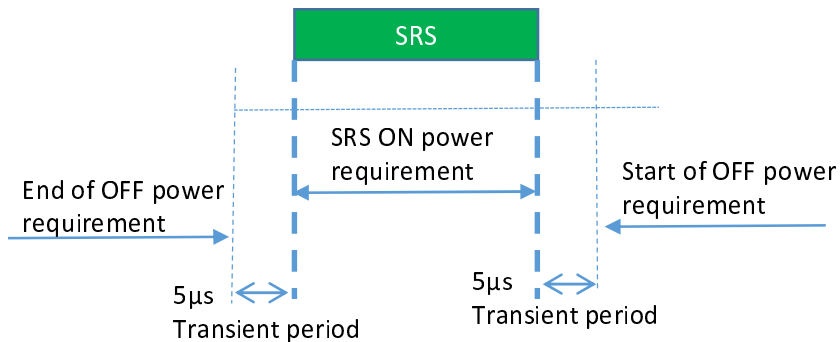 SRS
SRS ON power
requirement
End of OFF power
requirement
Start of OFF power
requirement
5µs
Transient period
5µs
Transient period